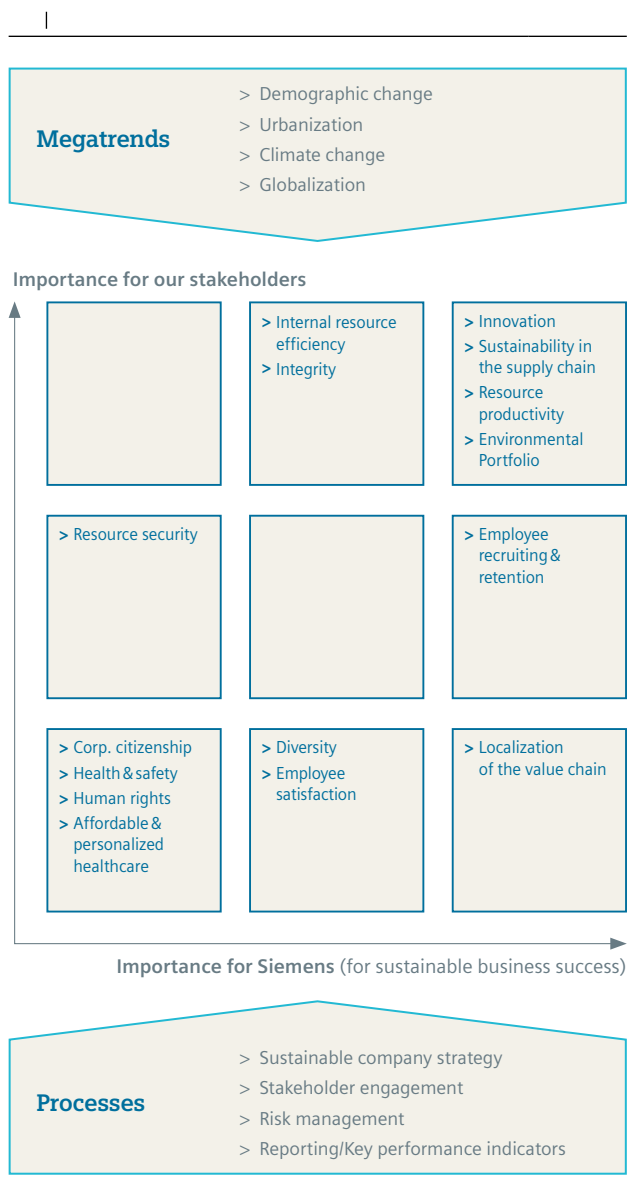 Megatrends
> Demographic change
> Urbanization
> Climate change
> Globalization
Importance for our stakeholders
> Internal resource
efficiency
> Integrity
> Innovation
> Sustainability in
the supply chain
> Resource
productivity
> Environmental
Portfolio
> Resource security
> Employee
recruiting &
retention
> Corp. citizenship
> Health & safety
> Human rights
> Affordable &
personalized
healthcare
> Diversity
> Employee
satisfaction
> Localization
of the value chain
Importance for Siemens (for sustainable business success)
Processes
> Sustainable company strategy
> Stakeholder engagement
> Risk management
> Reporting/Key performance indicators